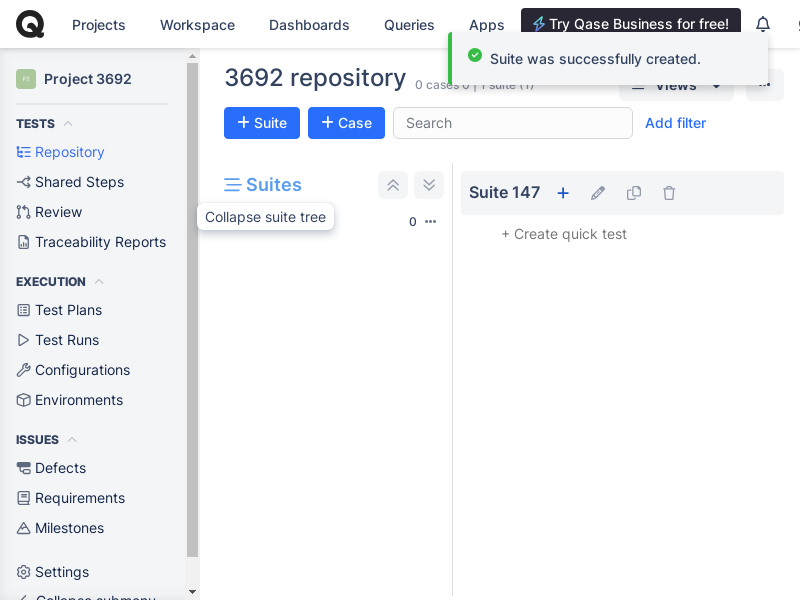 Projects
Workspace
Dashboards
Queries
Apps
Try Qase Business for free!
Suite was successfully created.
Project 3692
TESTS
Repository
Shared Steps
Review
Traceability Reports
EXECUTION
Test Plans
Test Runs
Configurations
Environments
ISSUES
Defects
Requirements
Milestones
Settings
Collapse submenu
3692 repository
0 cases 0 | 1 suite (1)
Views
+ Suite
+ Case
Search
Add filter
Suites
Collapse suite tree
0
Suite 147
+ Create quick test